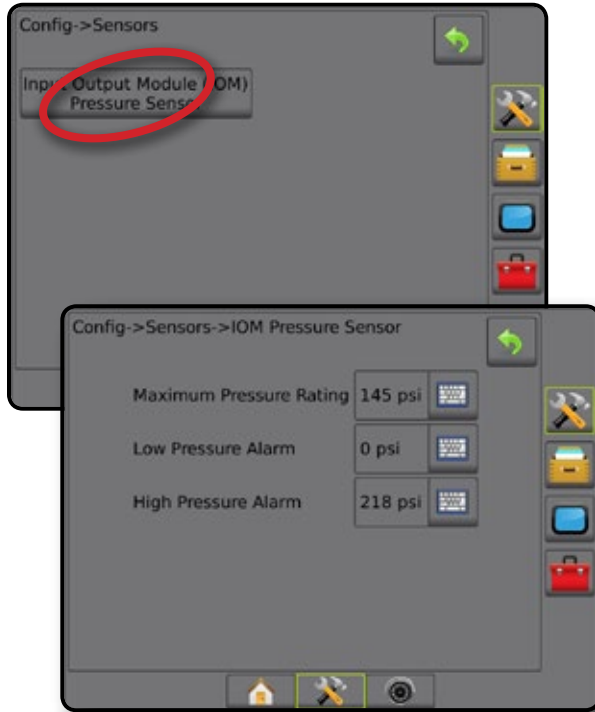 Config->Sensors
Input Output Module (IOM)
Pressure Sensor
Config->Sensors->IOM Pressure Sensor
Maximum Pressure Rating 145 psi
Low Pressure Alarm 0 psi
High Pressure Alarm 218 psi